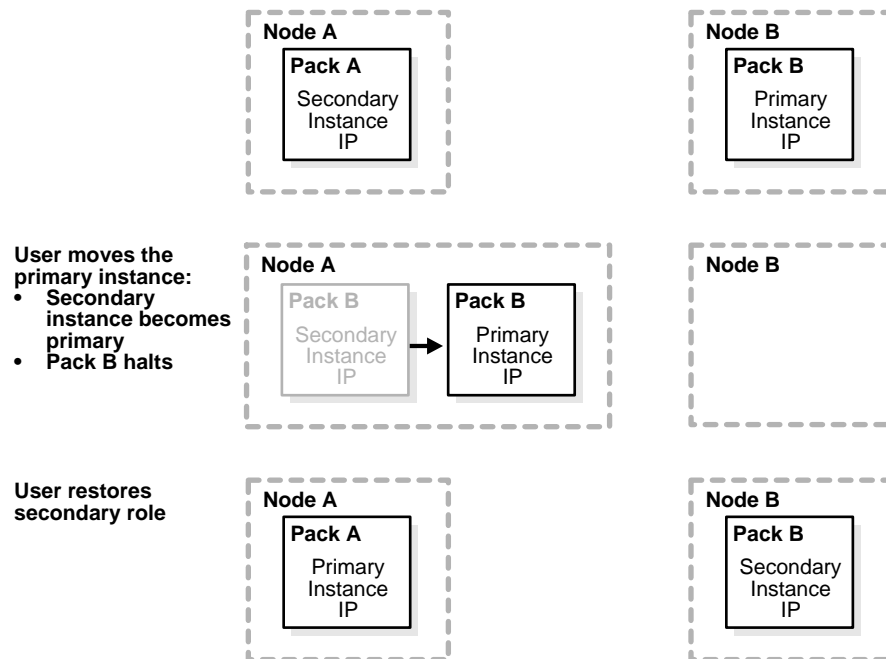 Node A
Pack A
Secondary
Instance
IP
Node B
Pack B
Primary
Instance
IP
User moves the
primary instance:
• Secondary
instance becomes
primary
• Pack B halts
Node A
Pack B
Secondary
Instance
IP
Pack B
Primary
Instance
IP
Node B
User restores
secondary role
Node A
Pack A
Primary
Instance
IP
Node B
Pack B
Secondary
Instance
IP